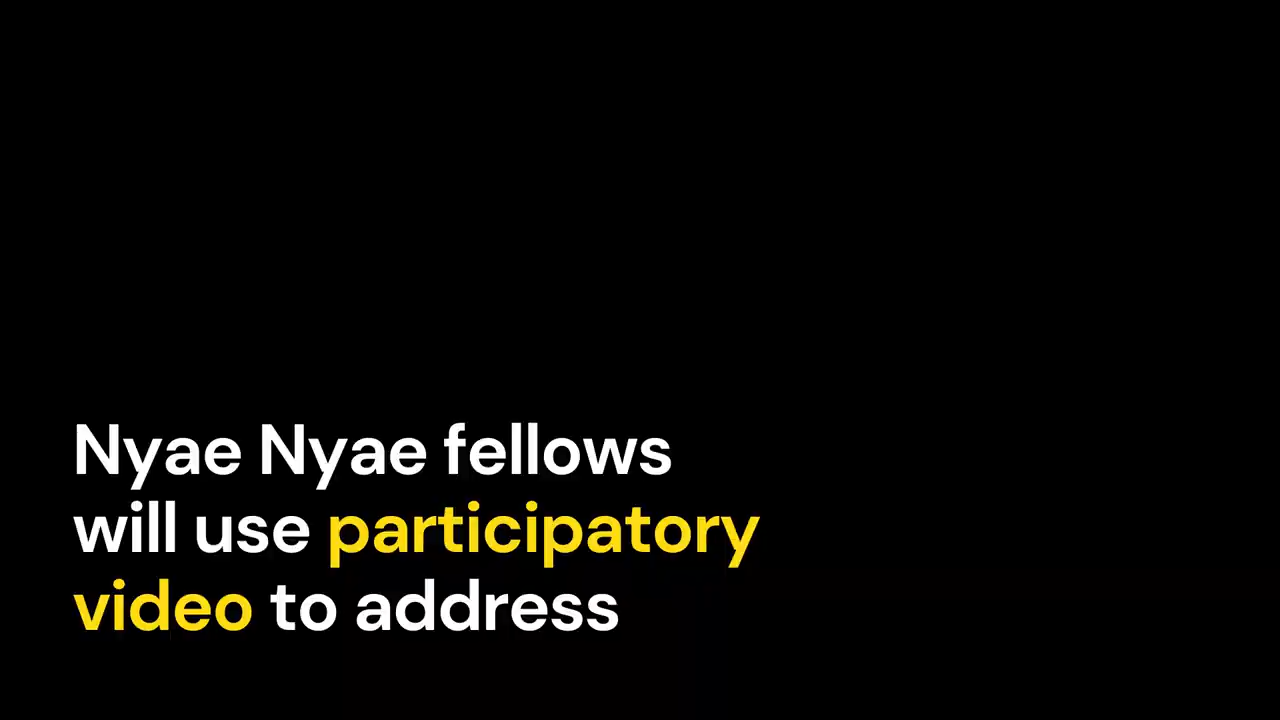 Nyae Nyae fellows
will use participatory
video to address